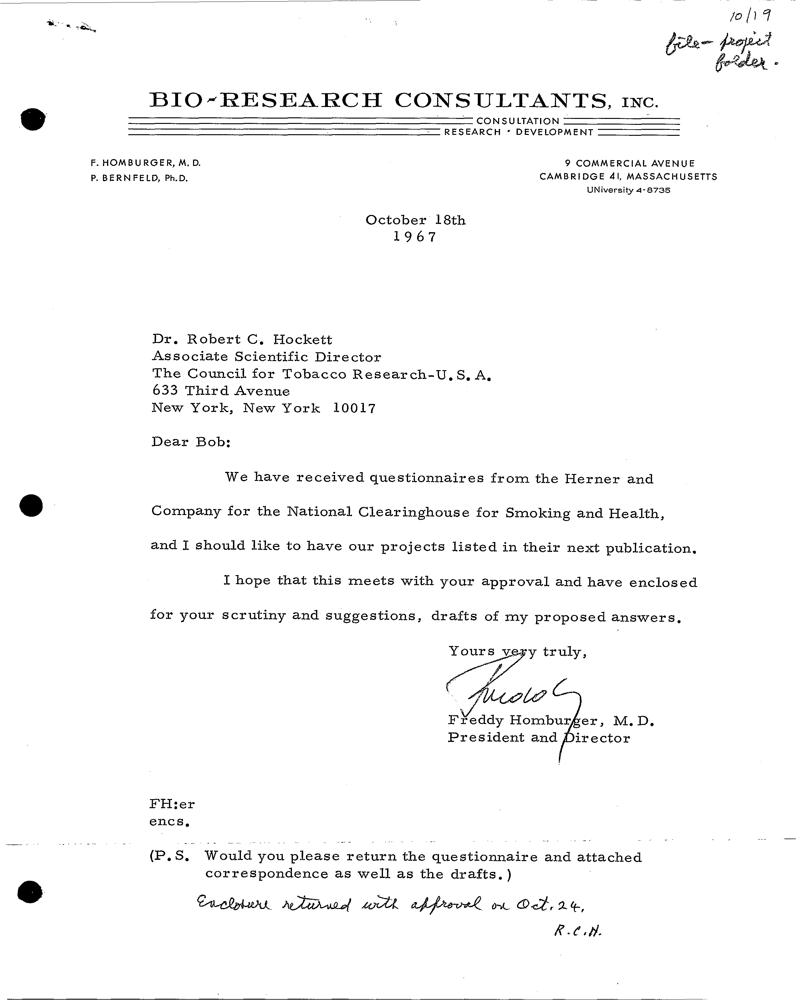 10/19
file - project
folder.
BIO-RESEARCH CONSULTANTS, INC.
CONSULTATION
RESEARCH · DEVELOPMENT
F. HOMBURGER, M. D.
P. BERNFELD, Ph. D.
9 COMMERCIAL AVENUE
CAMBRIDGE 41, MASSACHUSETTS
UNiversity 4-8735
October 18th
1967
Dr. Robert C. Hockett
Associate Scientific Director
The Council for Tobacco Research-U. S. A.
633 Third Avenue
New York, New York 10017
Dear Bob:
We have received questionnaires from the Herner and
Company for the National Clearinghouse for Smoking and Health,
and I should like to have our projects listed in their next publication.
I hope that this meets with your approval and have enclosed
for your scrutiny and suggestions, drafts of my proposed answers.
Yours very truly,
Freddy Homburger, M. D.
President and Director
FH:er
encs.
(P. S. Would you please return the questionnaire and attached
correspondence as well as the drafts.)
Enclosure returned with approval on Oct. 24,
R. C. H.